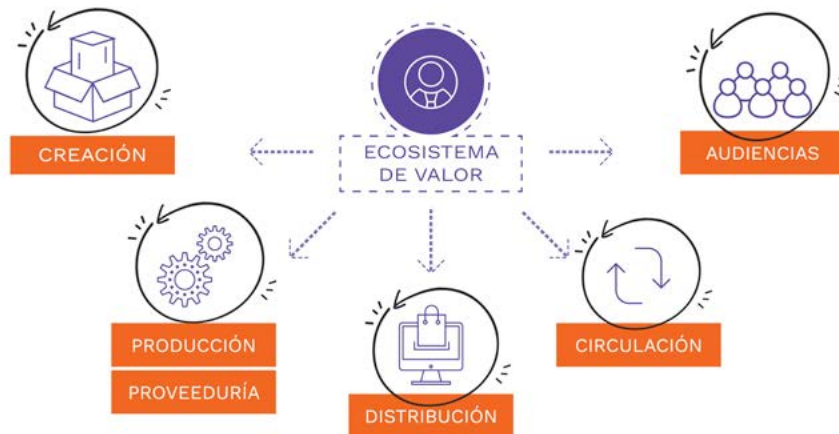 CREACIÓN
ECOSISTEMA
DE VALOR
AUDIENCIAS
PRODUCCIÓN
PROVEEDURÍA
DISTRIBUCIÓN
CIRCULACIÓN